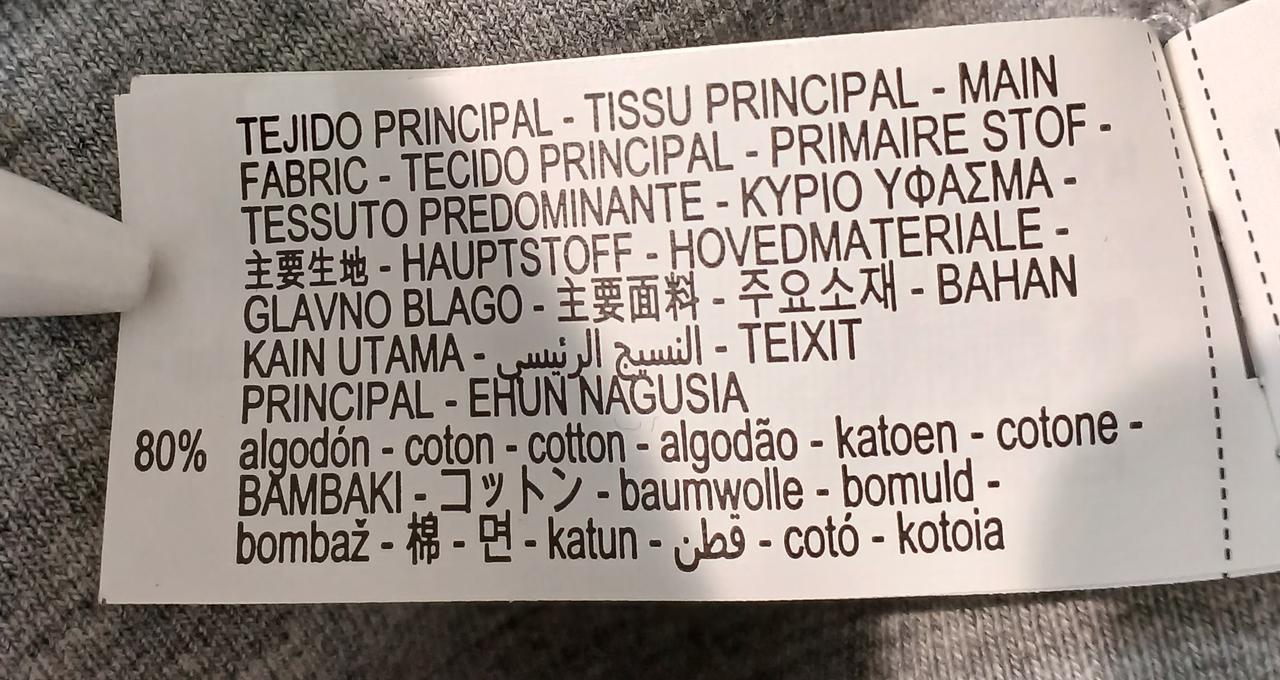 TEJIDO PRINCIPAL - TISSU PRINCIPAL - MAIN
FABRIC - TECIDO PRINCIPAL - PRIMAIRE STOF -
TESSUTO PREDOMINANTE - ΚΥΡΙΟ ΥΦΑΣΜΑ -
主要生地 - HAUPTSTOFF - HOVEDMATERIALE -
GLAVNO BLAGO - 主要面料 - 주요소재 - BAHAN
KAIN UTAMA - النسيج الرئيسي - TEIXIT
PRINCIPAL - EHUN NAGUSIA
80% algodón - coton - cotton - algodão - katoen - cotone -
ΒΑΜΒΑΚΙ - コットン - baumwolle - bomuld -
bombaž - 棉 - 면 - katun - قطن - cotó - kotoia